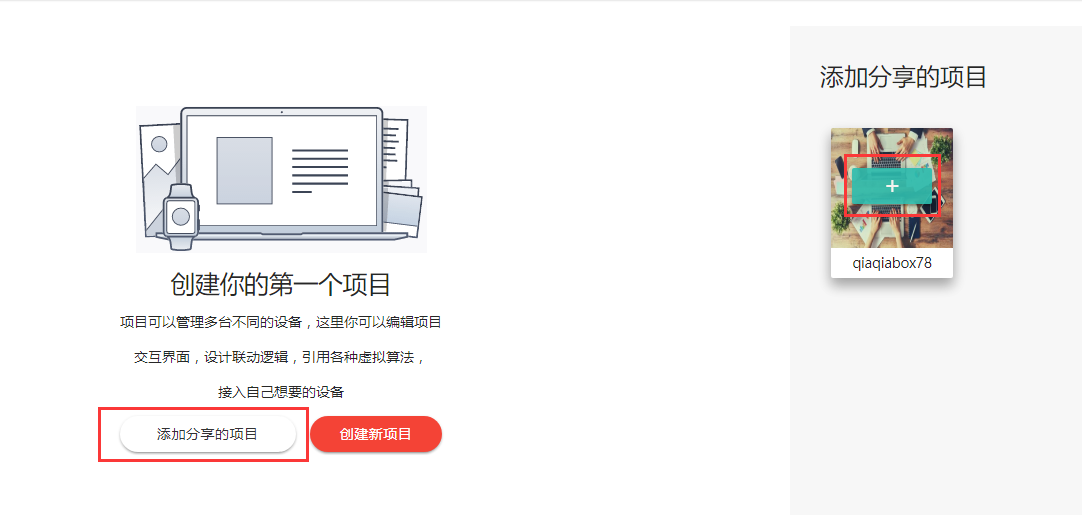 创建你的第一个项目
项目可以管理多台不同的设备，这里你可以编辑项目
交互界面，设计联动逻辑，引用各种虚拟算法，
接入自己想要的设备
添加分享的项目
创建新项目
添加分享的项目
+
qiaqiabox78